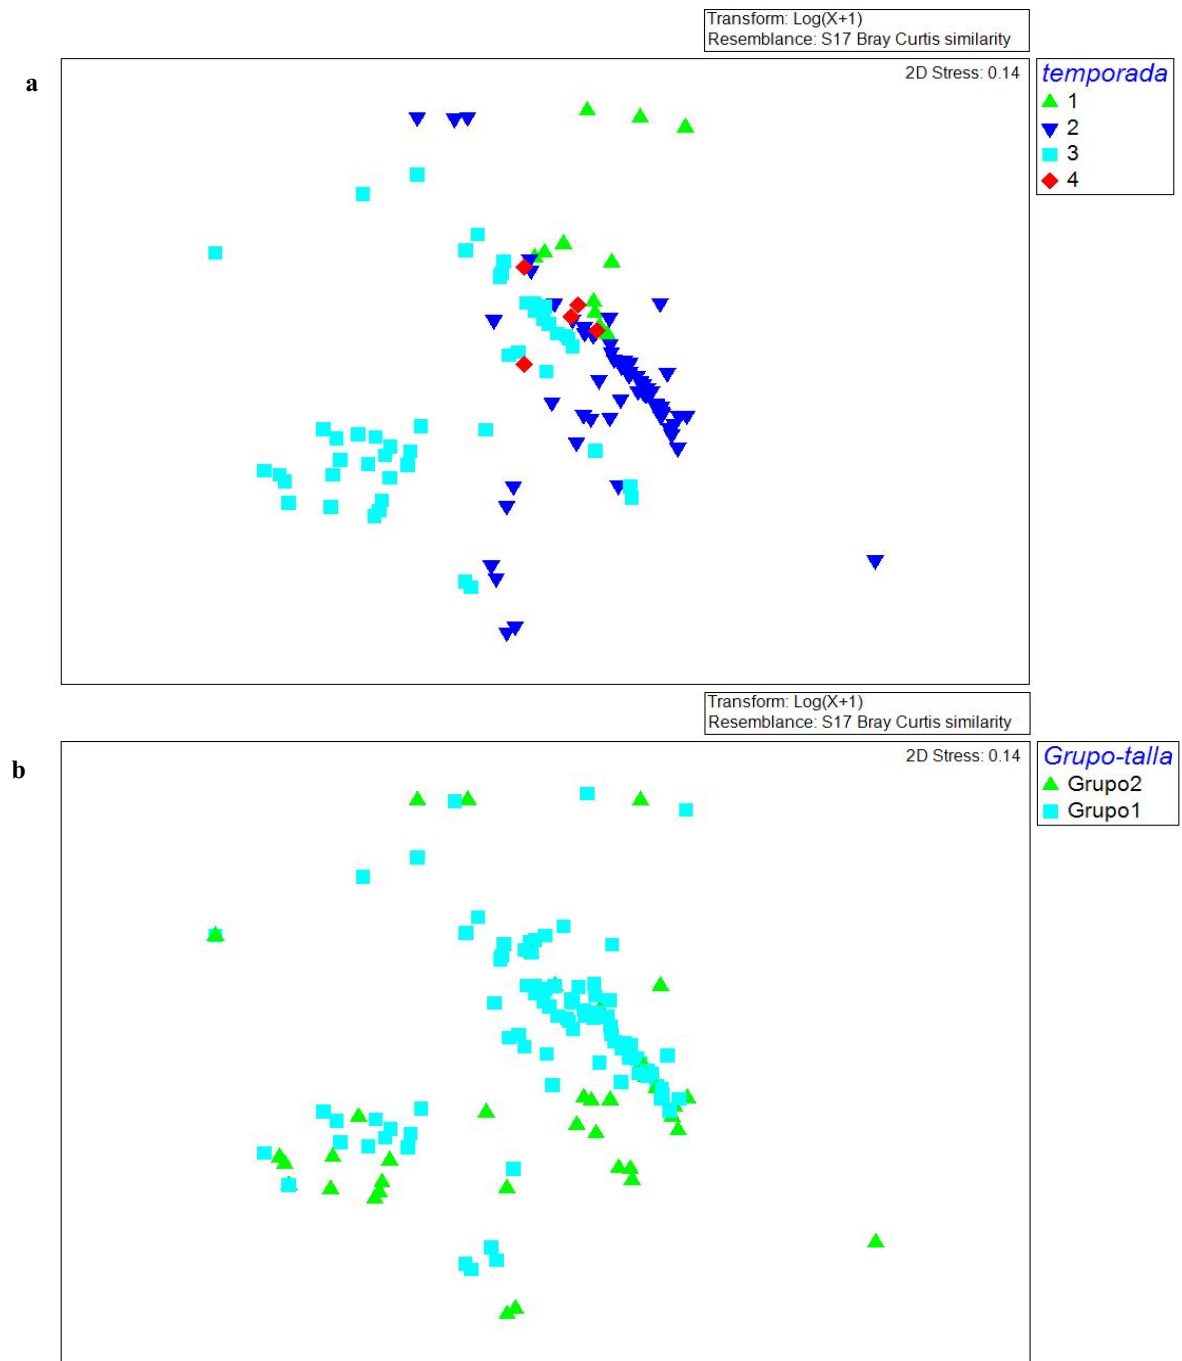 Transform: Log(X+1)
Resemblance: S17 Bray Curtis similarity
a
2D Stress: 0.14
temporada
1
2
3
4
Transform: Log(X+1)
Resemblance: S17 Bray Curtis similarity
b
2D Stress: 0.14
Grupo-talla
Grupo2
Grupo1